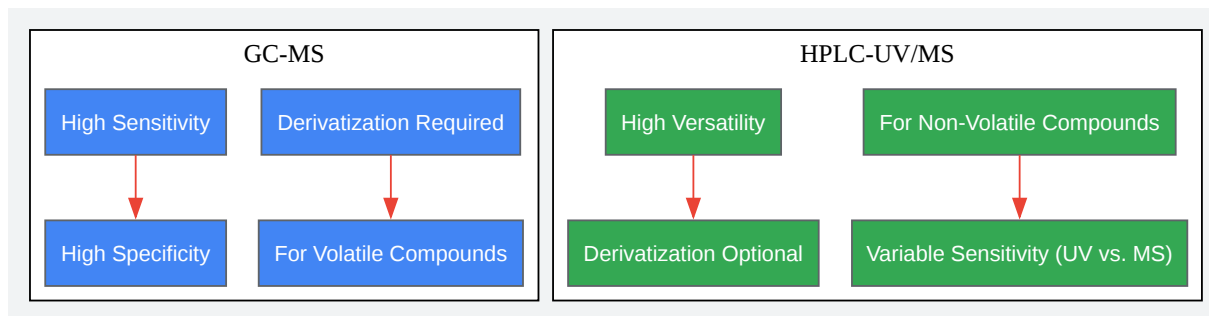 GC-MS
High Sensitivity
Derivatization Required
High Specificity
For Volatile Compounds
HPLC-UV/MS
High Versatility
For Non-Volatile Compounds
Derivatization Optional
Variable Sensitivity (UV vs. MS)